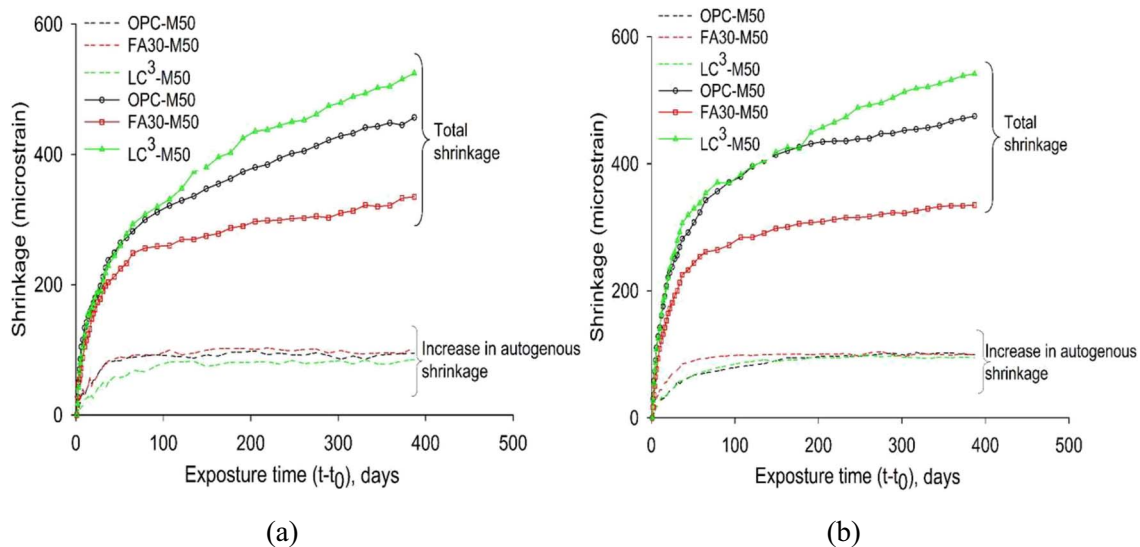 600
OPC-M50
FA30-M50
LC³-M50
OPC-M50
FA30-M50
LC³-M50
400
200
0
Shrinkage (microstrain)
Total
shrinkage
Increase in autogenous
shrinkage
0
100
200
300
400
500
Exposture time (t-t0), days
(a)
600
OPC-M50
FA30-M50
LC³-M50
OPC-M50
FA30-M50
LC³-M50
400
200
0
Shrinkage (microstrain)
Total
shrinkage
Increase in autogenous
shrinkage
0
100
200
300
400
500
Exposture time (t-t0), days
(b)